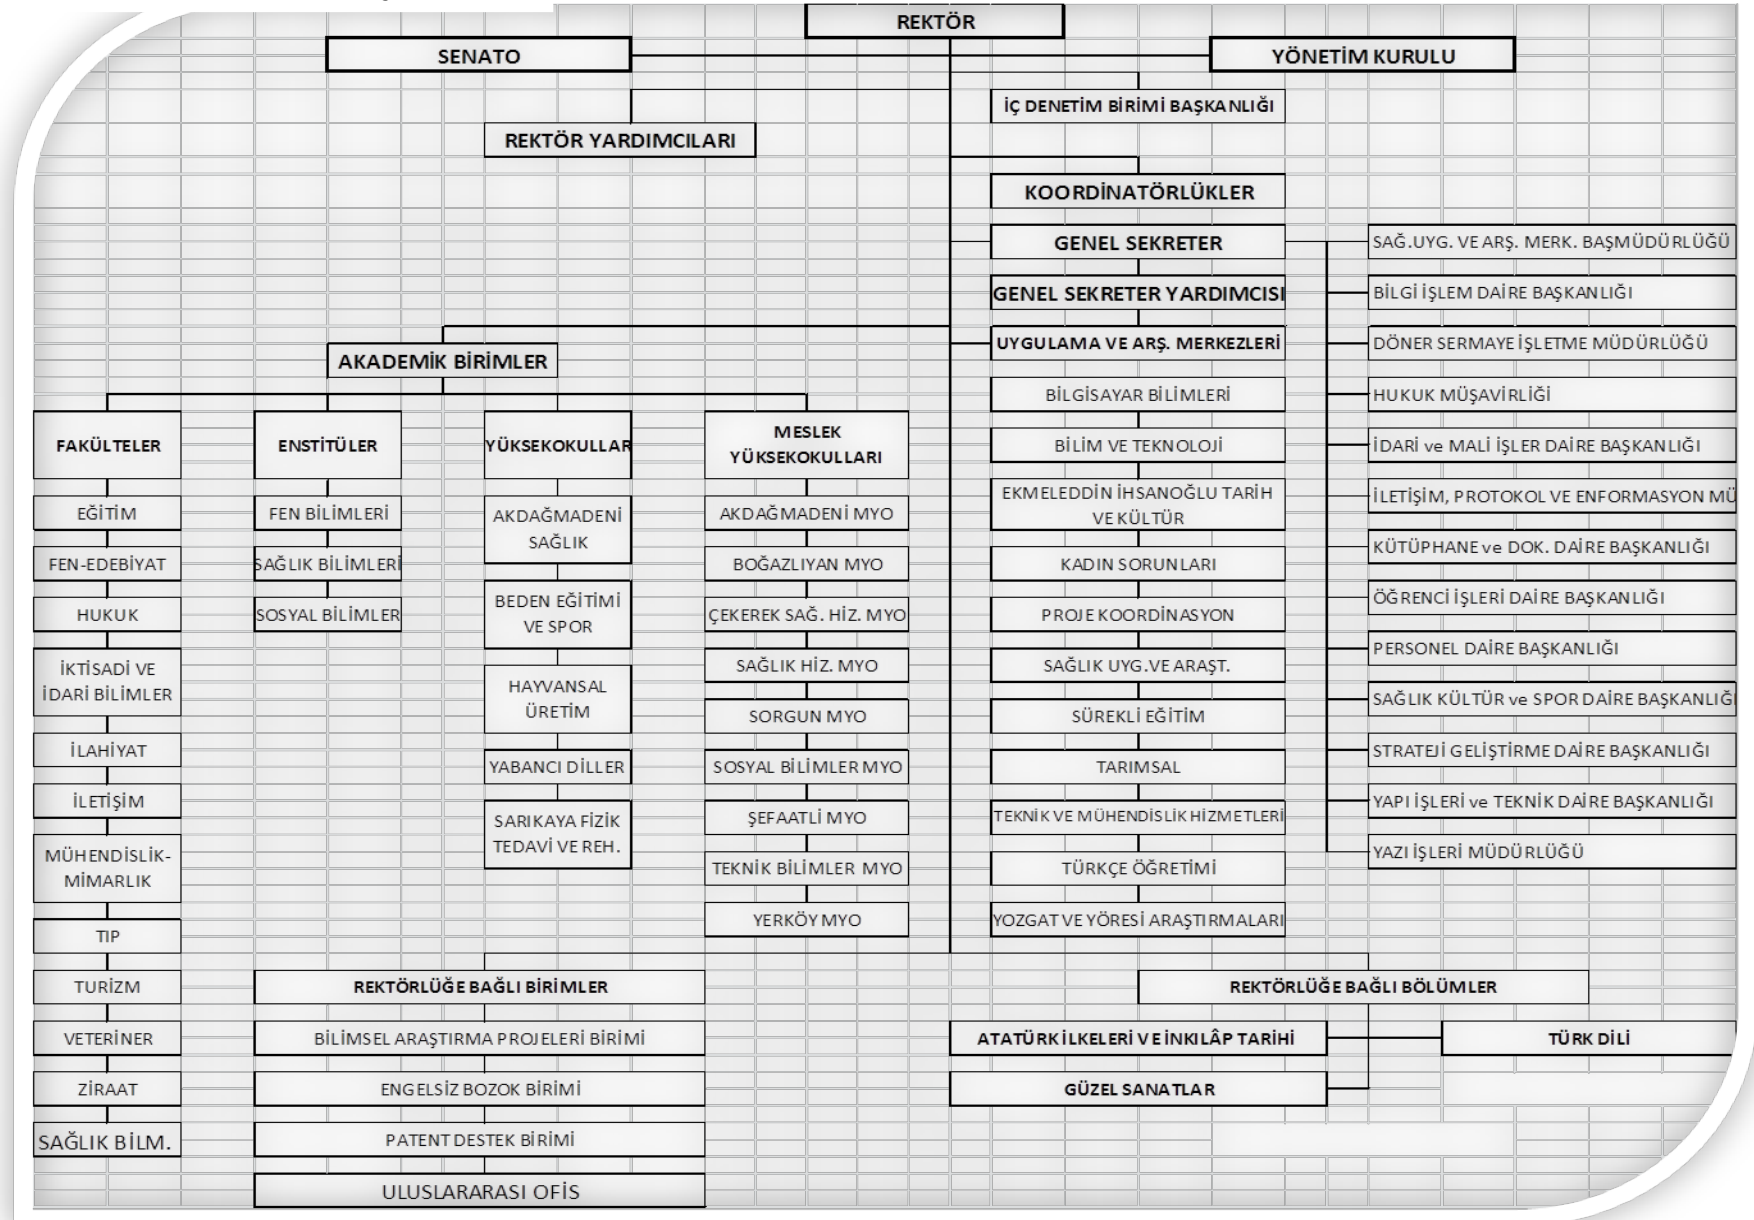 REKTÖR
SENATO
YÖNETİM KURULU
İÇ DENETİM BİRİMİ BAŞKANLIĞI
REKTÖR YARDIMCILARI
KOORDİNATÖRLÜKLER
GENEL SEKRETER
GENEL SEKRETER YARDIMCISI
UYGULAMA VE ARŞ. MERKEZLERİ
BİLGİSAYAR BİLİMLERİ
BİLİM VE TEKNOLOJİ
EKMELEDDİN İHSANOĞLU TARİH
VE KÜLTÜR
KADIN SORUNLARI
PROJE KOORDİNASYON
SAĞLIK UYG.VE ARAŞT.
SÜREKLİ EĞİTİM
TARIMSAL
TEKNİK VE MÜHENDİSLİK HİZMETLERİ
TÜRKÇE ÖĞRETİMİ
YOZGAT VE YÖRESİ ARAŞTIRMALARI
SAĞ.UYG. VE ARŞ. MERK. BAŞMÜDÜRLÜĞÜ
BİLGİ İŞLEM DAİRE BAŞKANLIĞI
DÖNER SERMAYE İŞLETME MÜDÜRLÜĞÜ
HUKUK MÜŞAVİRLİĞİ
İDARİ ve MALİ İŞLER DAİRE BAŞKANLIĞI
İLETİŞİM, PROTOKOL VE ENFORMASYON MÜ
KÜTÜPHANE ve DOK. DAİRE BAŞKANLIĞI
ÖĞRENCİ İŞLERİ DAİRE BAŞKANLIĞI
PERSONEL DAİRE BAŞKANLIĞI
SAĞLIK KÜLTÜR ve SPOR DAİRE BAŞKANLIĞI
STRATEJİ GELİŞTİRME DAİRE BAŞKANLIĞI
YAPI İŞLERİ ve TEKNİK DAİRE BAŞKANLIĞI
YAZI İŞLERİ MÜDÜRLÜĞÜ
AKADEMİK BİRİMLER
FAKÜLTELER
EĞİTİM
FEN-EDEBİYAT
HUKUK
İKTİSADİ VE
İDARİ BİLİMLER
İLAHİYAT
İLETİŞİM
MÜHENDİSLİK-
MİMARLIK
TIP
TURİZM
VETERİNER
ZİRAAT
SAĞLIK BİLM.
ENSTİTÜLER
FEN BİLİMLERİ
SAĞLIK BİLİMLERİ
SOSYAL BİLİMLER
YÜKSEKOKULLAR
AKDAĞMADENİ
SAĞLIK
BEDEN EĞİTİMİ
VE SPOR
HAYVANSAL
ÜRETİM
YABANCI DİLLER
SARIKAYA FİZİK
TEDAVİ VE REH.
MESLEK
YÜKSEKOKULLARI
AKDAĞMADENİ MYO
BOĞAZLIYAN MYO
ÇEKEREK SAĞ. HİZ. MYO
SAĞLIK HİZ. MYO
SORGUN MYO
SOSYAL BİLİMLER MYO
ŞEFAATLİ MYO
TEKNİK BİLİMLER MYO
YERKÖY MYO
REKTÖRLÜĞE BAĞLI BİRİMLER
BİLİMSEL ARAŞTIRMA PROJELERİ BİRİMİ
ENGELSİZ BOZOK BİRİMİ
PATENT DESTEK BİRİMİ
ULUSLARARASI OFİS
REKTÖRLÜĞE BAĞLI BÖLÜMLER
ATATÜRK İLKELERİ VE İNKILÂP TARİHİ
TÜRK DİLİ
GÜZEL SANATLAR